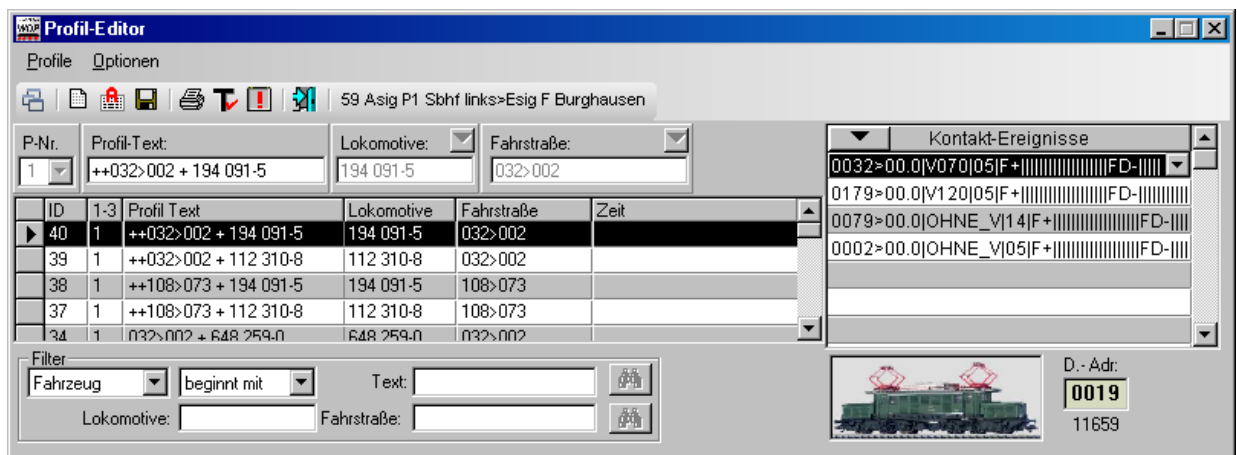 WDP Profil-Editor
Profile Optionen
59 Asig P1 Sbhf links>Esig F Burghausen
P-Nr. Profil-Text: Lokomotive: Fahrstraße:
1 ++032>002 + 194 091-5 194 091-5 032>002
ID 1-3 Profil Text Lokomotive Fahrstraße Zeit
40 1 ++032>002 + 194 091-5 194 091-5 032>002
39 1 ++032>002 + 112 310-8 112 310-8 032>002
38 1 ++108>073 + 194 091-5 194 091-5 108>073
37 1 ++108>073 + 112 310-8 112 310-8 108>073
34 1 032>002 + 648 259-0 648 259-0 032>002
Kontakt-Ereignisse
0032>00.0|V070|05|F+||||||||||||||||||FD-|||||
0179>00.0|V120|05|F+||||||||||||||||||FD-|||||||||||
0079>00.0|OHNE_V|14|F+||||||||||||||||||FD-||||
0002>00.0|OHNE_V|05|F+||||||||||||||||||FD-||||
Filter
Fahrzeug beginnt mit Text:
Lokomotive: Fahrstraße:
D.- Adr:
0019
11659